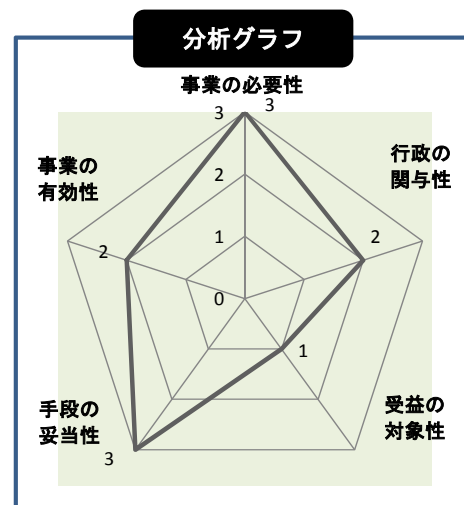 分析グラフ
事業の必要性
3
3
2
1
0
行政の
関与性
2
事業の
有効性
2
1
受益の
対象性
手段の
妥当性
3